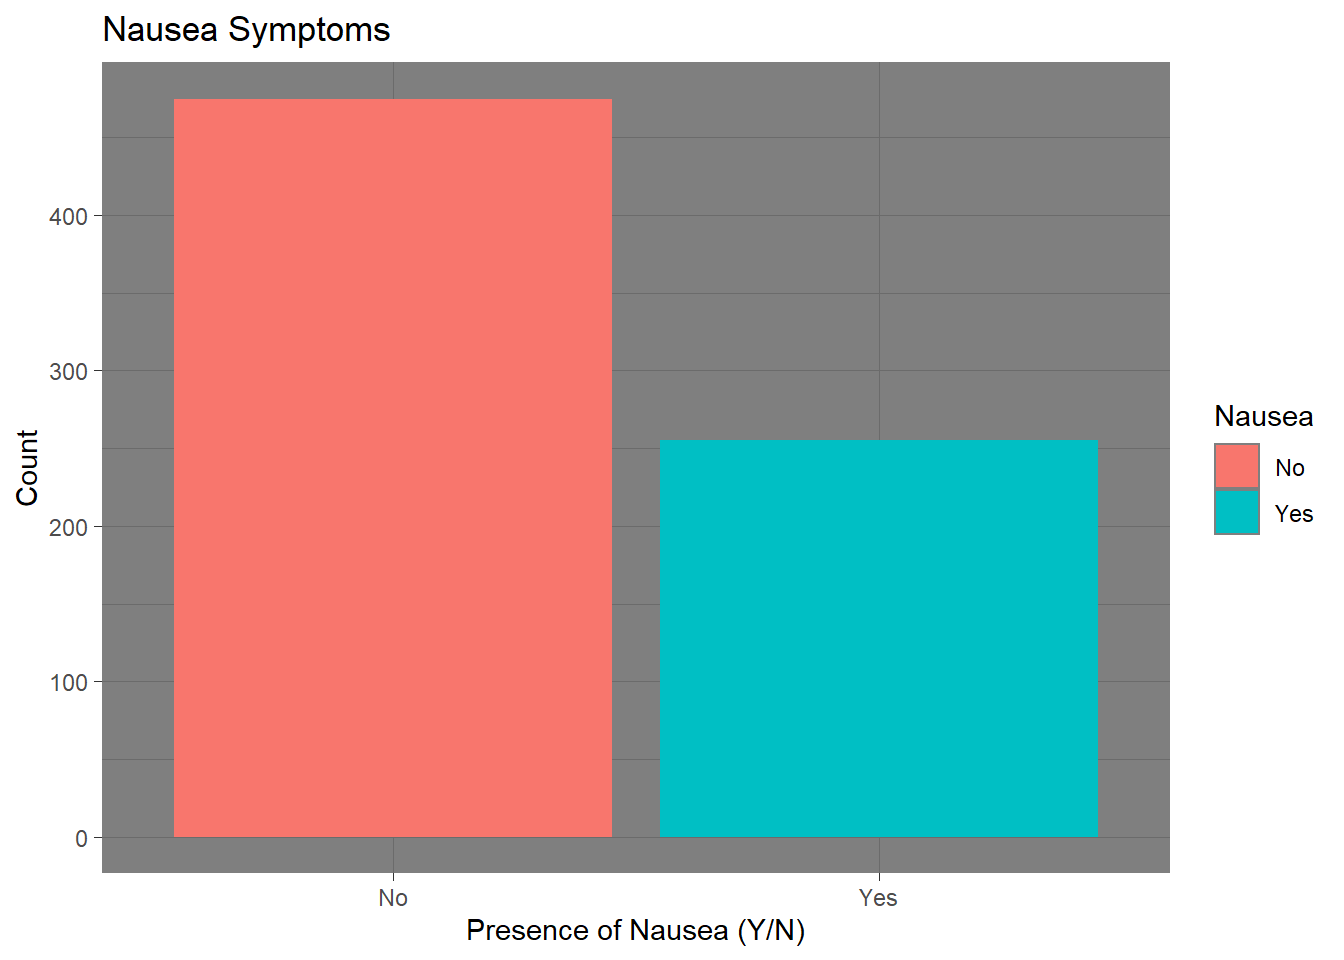 Nausea Symptoms
400
300
200
100
0
Count
No
Yes
Presence of Nausea (Y/N)
Nausea
No
Yes